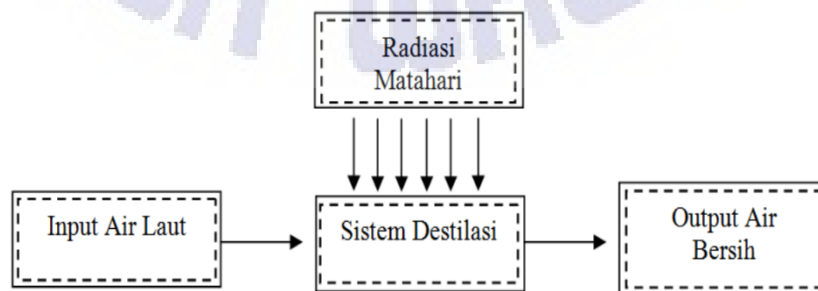 Radiasi
Matahari
Input Air Laut
Sistem Destilasi
Output Air
Bersih